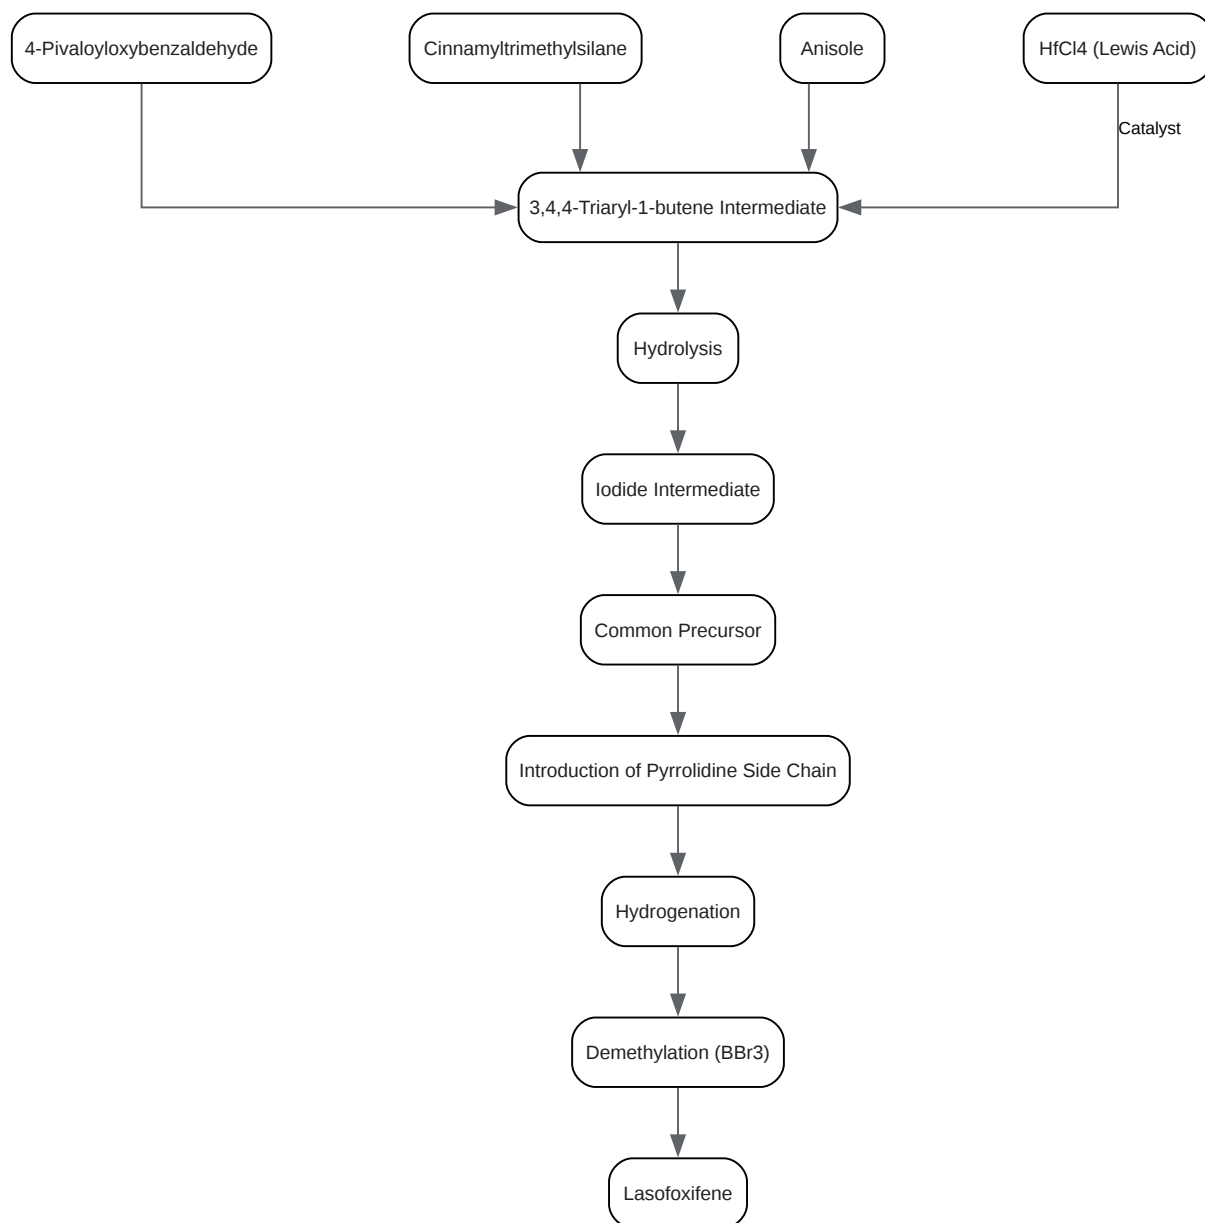 4-Pivaloyloxybenzaldehyde
Cinnamyltrimethylsilane
Anisole
HfCl4 (Lewis Acid)
Catalyst
3,4,4-Triaryl-1-butene Intermediate
Hydrolysis
Iodide Intermediate
Common Precursor
Introduction of Pyrrolidine Side Chain
Hydrogenation
Demethylation (BBr3)
Lasofoxifene